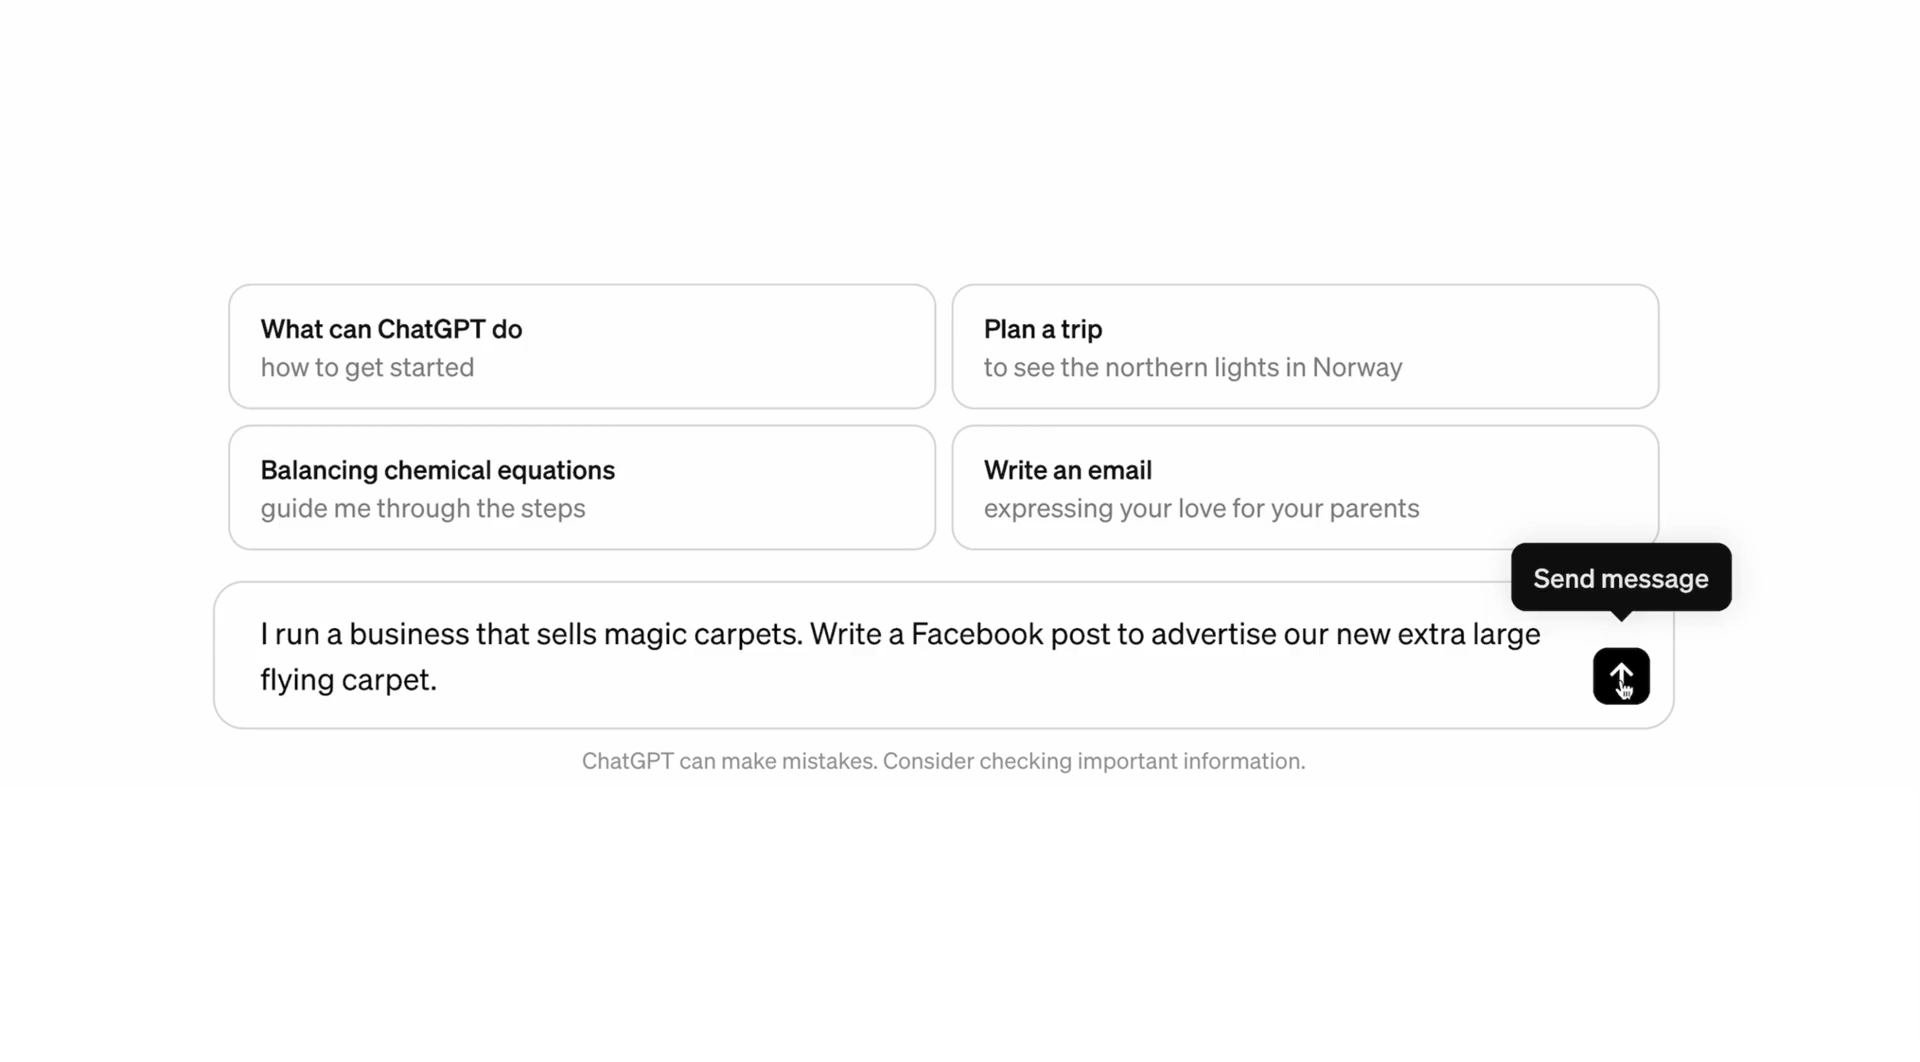 What can ChatGPT do
how to get started
Plan a trip
to see the northern lights in Norway
Balancing chemical equations
guide me through the steps
Write an email
expressing your love for your parents
Send message
I run a business that sells magic carpets. Write a Facebook post to advertise our new extra large
flying carpet.
ChatGPT can make mistakes. Consider checking important information.